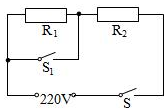 R₁ R₂
S₁
220V S